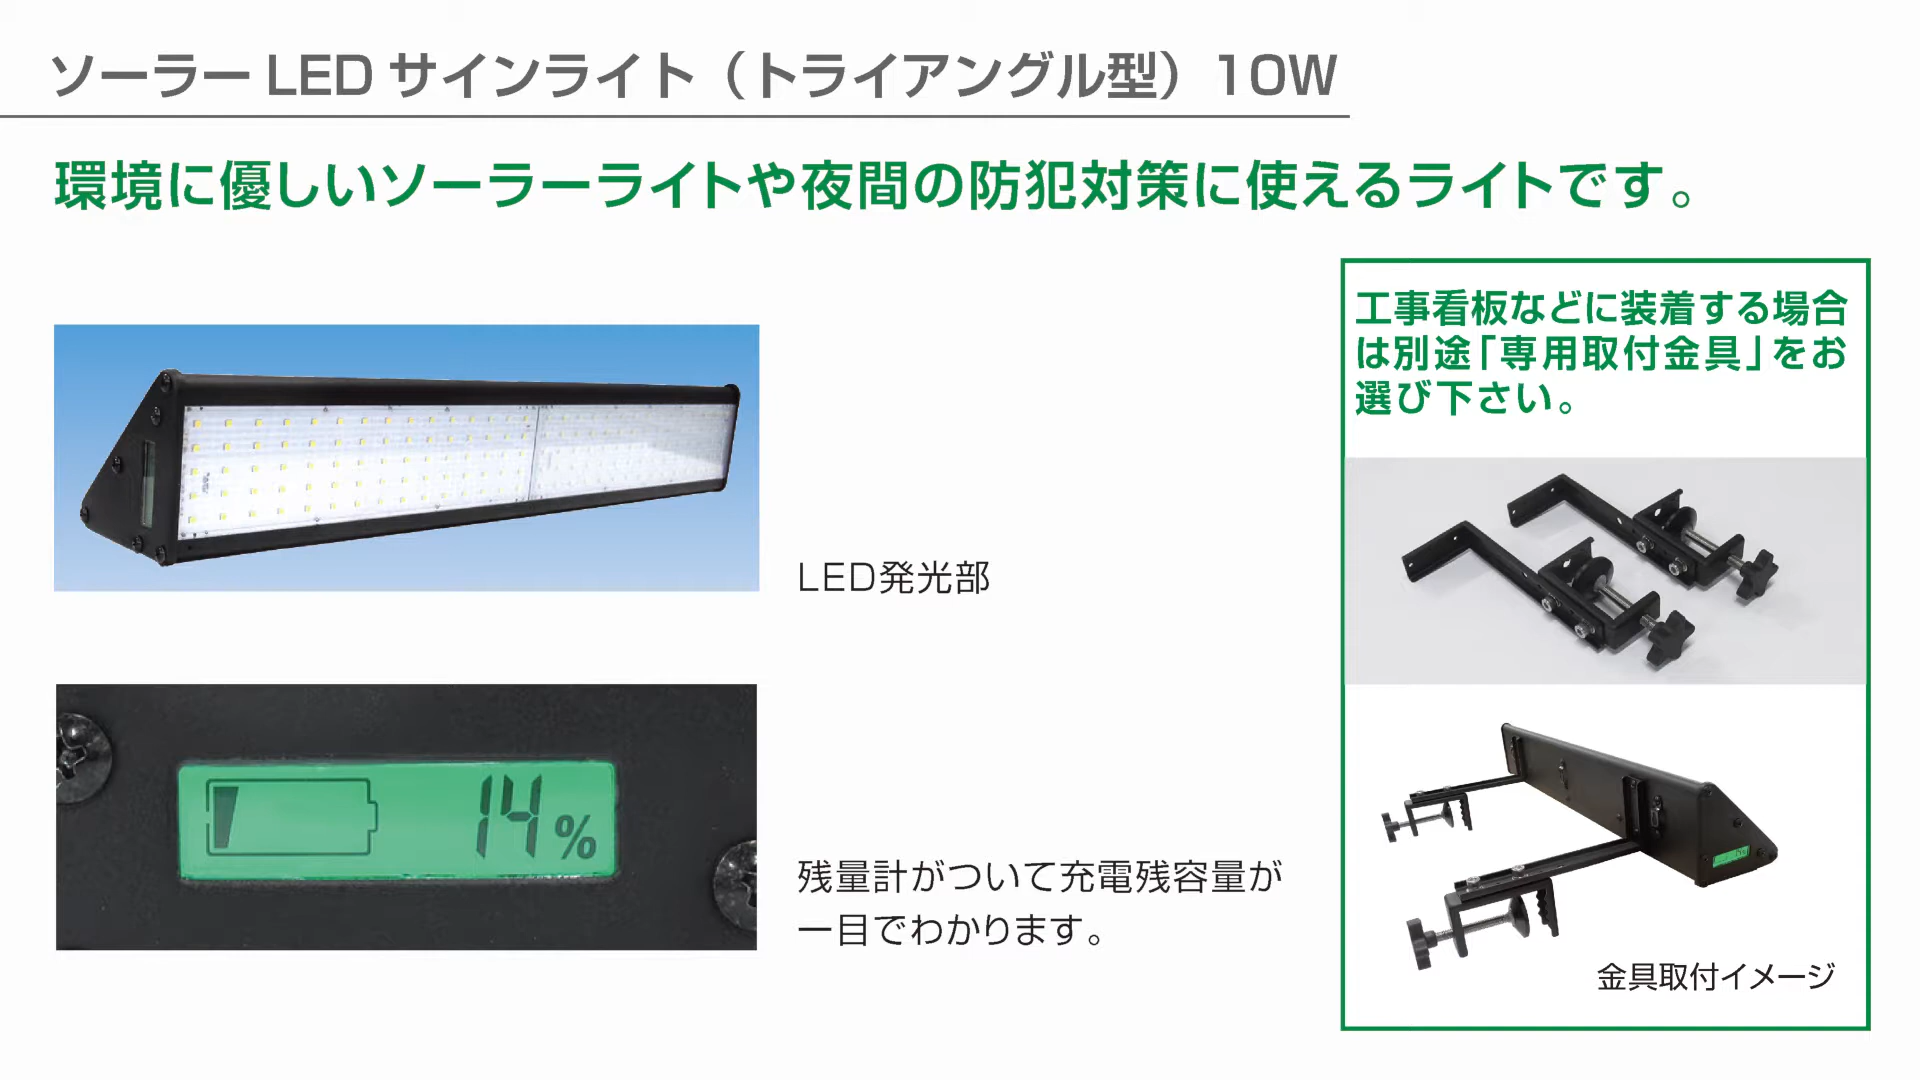 ソーラー LED サインライト（トライアングル型）10W
環境に優しいソーラーライトや夜間の防犯対策に使えるライトです。
LED発光部
14%
残量計がついて充電残容量が
一目でわかります。
工事看板などに装着する場合
は別途「専用取付金具」をお
選び下さい。
金具取付イメージ